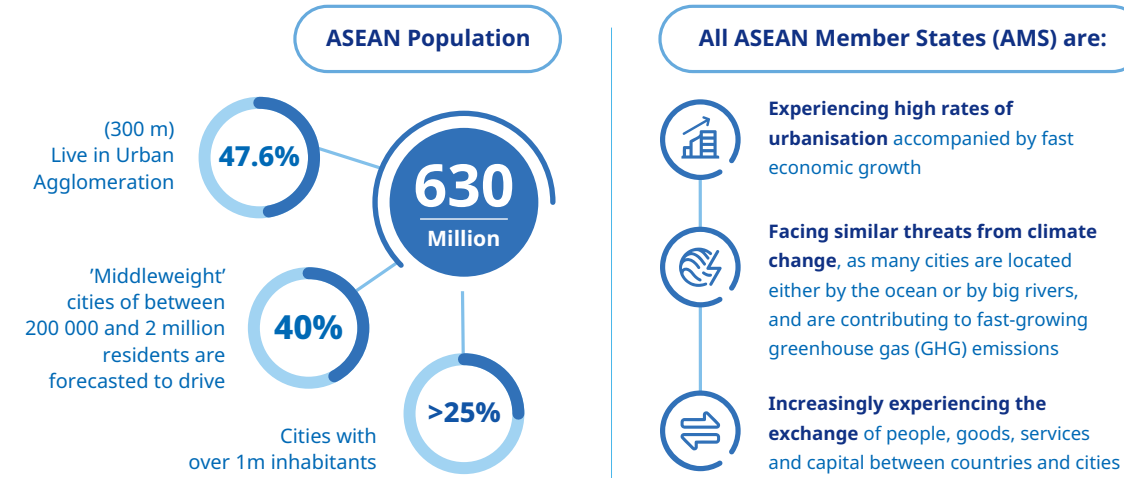 ASEAN Population
(300 m)
Live in Urban
Agglomeration
47.6%
630
Million
’Middleweight’
cities of between
200 000 and 2 million
residents are
forecasted to drive
40%
>25%
Cities with
over 1m inhabitants
All ASEAN Member States (AMS) are:
Experiencing high rates of
urbanisation accompanied by fast
economic growth
Facing similar threats from climate
change, as many cities are located
either by the ocean or by big rivers,
and are contributing to fast-growing
greenhouse gas (GHG) emissions
Increasingly experiencing the
exchange of people, goods, services
and capital between countries and cities